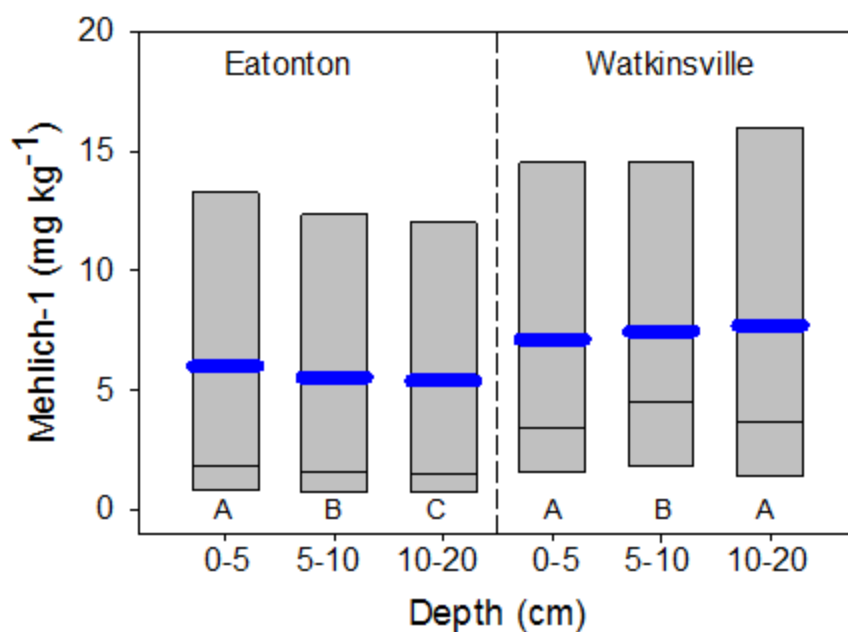 20
15
10
5
0
Mehlich-1 (mg kg⁻¹)
Eatonton
Watkinsville
A B C A B A
0-5 5-10 10-20 0-5 5-10 10-20
Depth (cm)